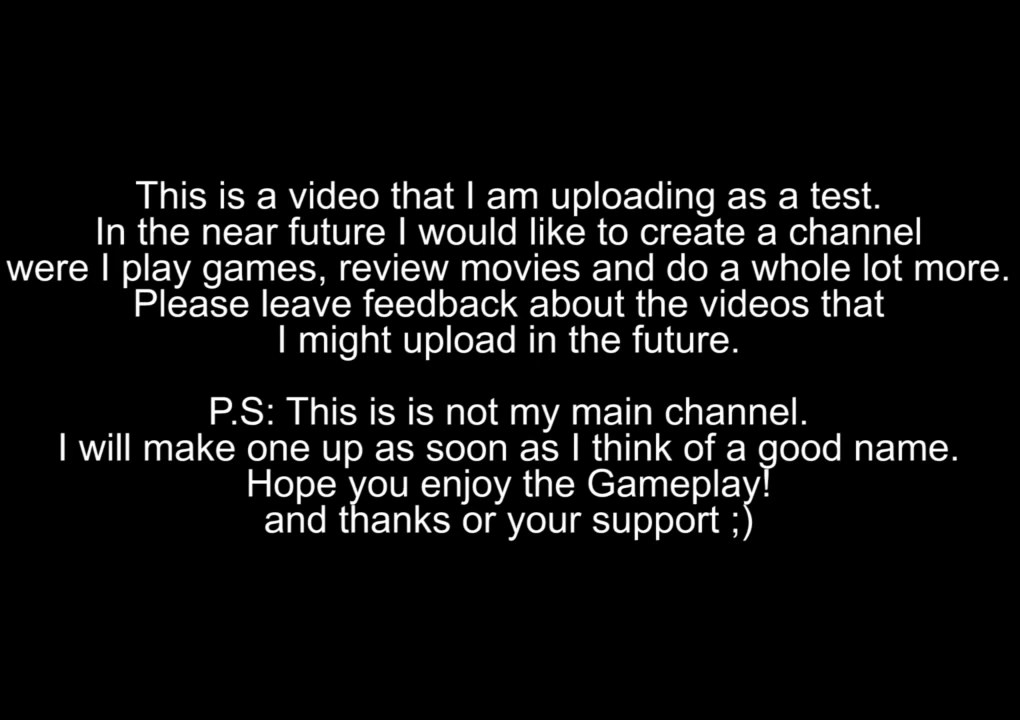 This is a video that I am uploading as a test.
In the near future I would like to create a channel
were I play games, review movies and do a whole lot more.
Please leave feedback about the videos that
I might upload in the future.
P.S: This is is not my main channel.
I will make one up as soon as I think of a good name.
Hope you enjoy the Gameplay!
and thanks or your support ;)